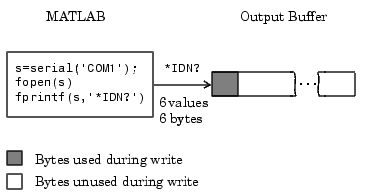 MATLAB
Output Buffer
s=serial('COM1');
fopen(s)
fprintf(s,'*IDN?')
*IDN?
6 values
6 bytes
Bytes used during write
Bytes unused during write